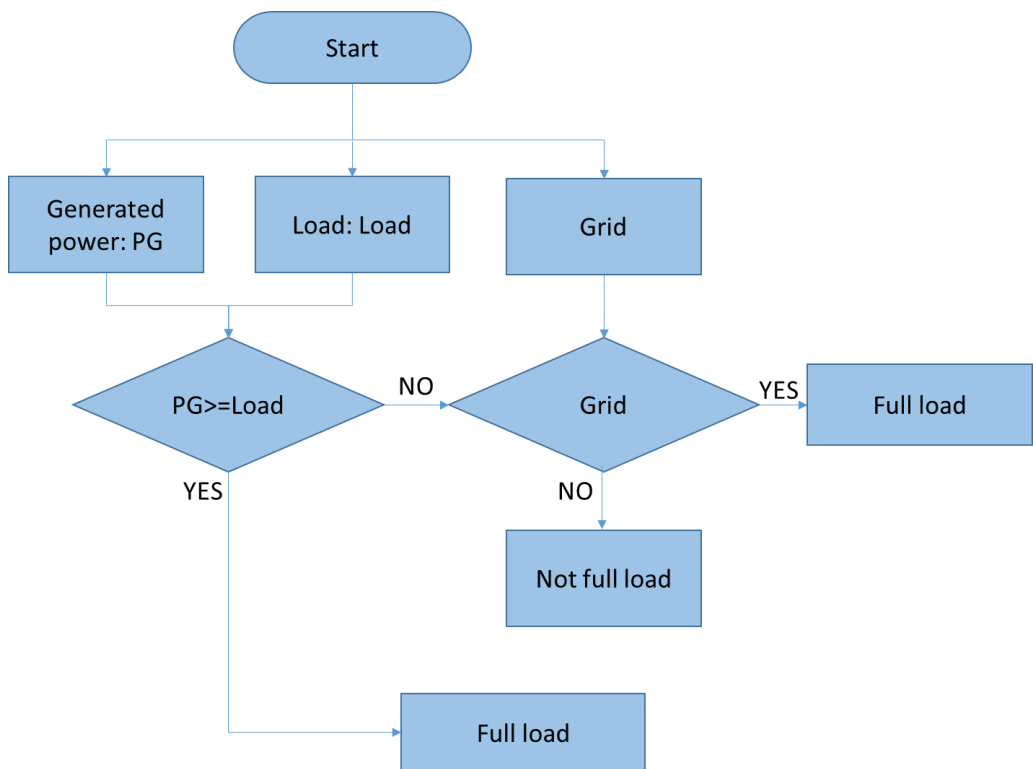 Start
Generated
power: PG
Load: Load
Grid
PG>=Load
NO
Grid
YES
Full load
YES
NO
Not full load
Full load